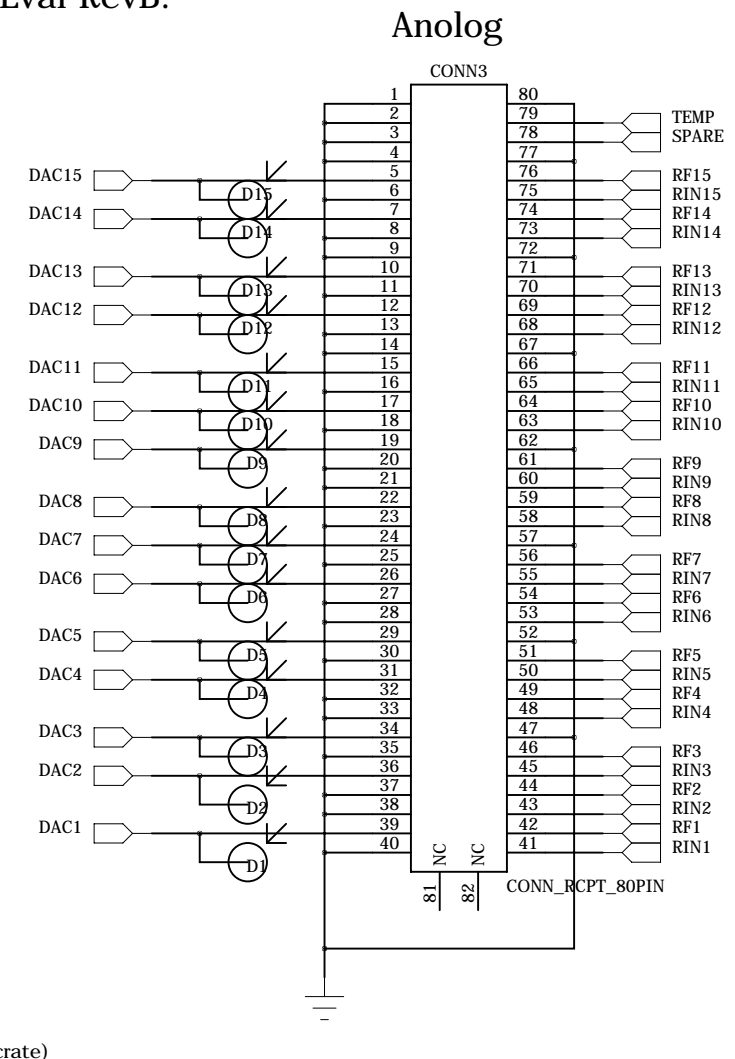 Eval RevB.
Anolog
CONN3
1 80
2 79 TEMP
3 78 SPARE
4 77
DAC15 5 76 RF15
D15 6 75 RIN15
DAC14 7 74 RF14
D14 8 73 RIN14
9 72
DAC13 10 71 RF13
D13 11 70 RIN13
DAC12 12 69 RF12
D12 13 68 RIN12
14 67
DAC11 15 66 RF11
D11 16 65 RIN11
DAC10 17 64 RF10
D10 18 63 RIN10
DAC9 19 62
D9 20 61 RF9
21 60 RIN9
DAC8 22 59 RF8
D8 23 58 RIN8
DAC7 24 57
D7 25 56 RF7
DAC6 26 55 RIN7
D6 27 54 RF6
28 53 RIN6
DAC5 29 52
D5 30 51 RF5
DAC4 31 50 RIN5
D4 32 49 RF4
33 48 RIN4
DAC3 34 47
D3 35 46 RF3
DAC2 36 45 RIN3
37 44 RF2
D2 38 43 RIN2
DAC1 39 42 RF1
40 41 RIN1
D1
NC NC
81 82
CONN_RCPT_80PIN
crate)